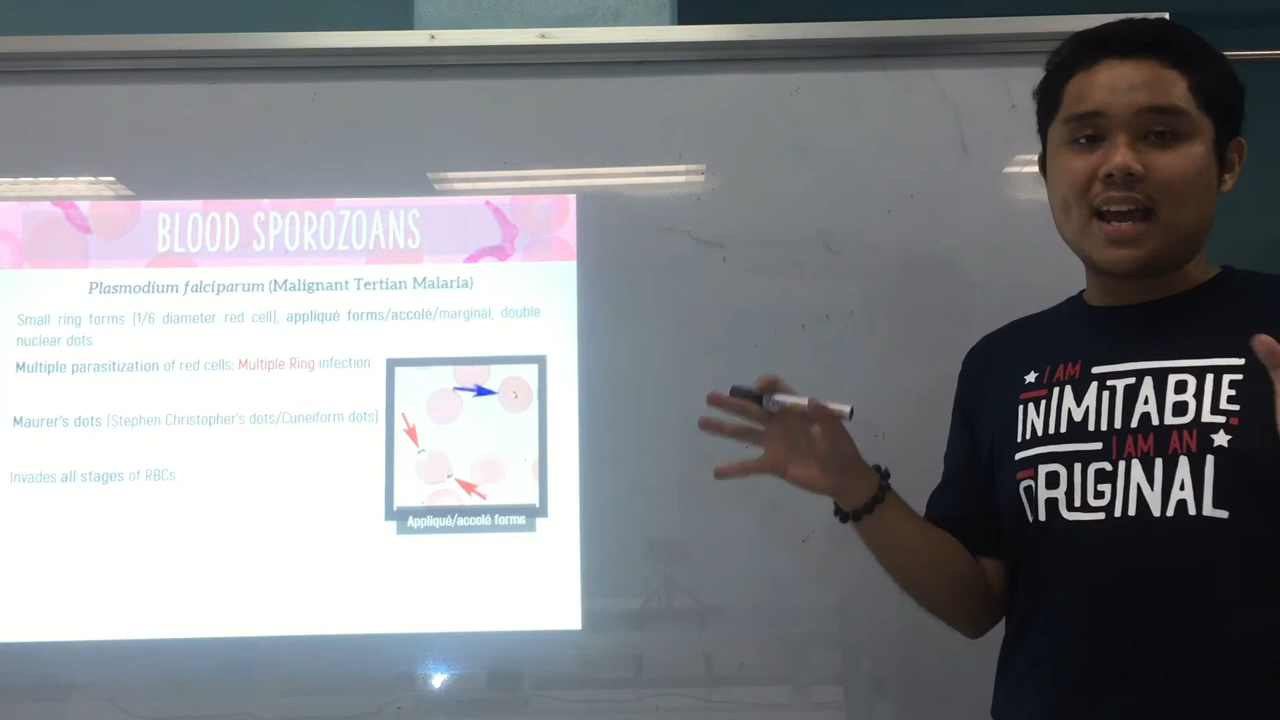 BLOOD SPOROZOANS
Plasmodium falciparum (Malignant Tertian Malaria)
Small ring forms (1/6 diameter red cell), appliqué forms/accolé/marginal, double
nuclear dots
Multiple parasitization of red cells: Multiple Ring infection
Maurer's dots (Stephen Christopher's dots/Cuneiform dots)
Invades all stages of RBCs
Appliqué/accolé forms
I AM
INIMITABLE
I AM AN
ORIGINAL